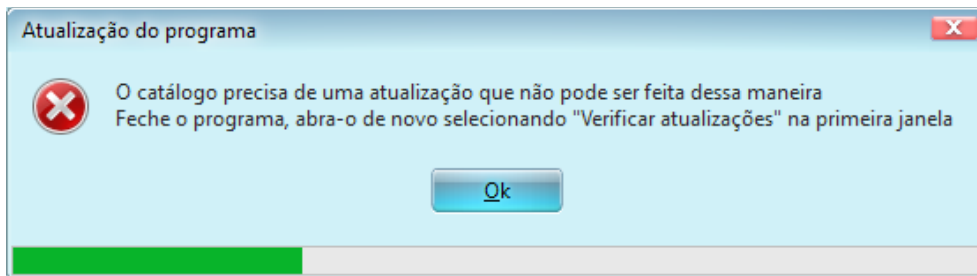 Atualização do programa
O catálogo precisa de uma atualização que não pode ser feita dessa maneira
Feche o programa, abra-o de novo selecionando "Verificar atualizações" na primeira janela
Ok